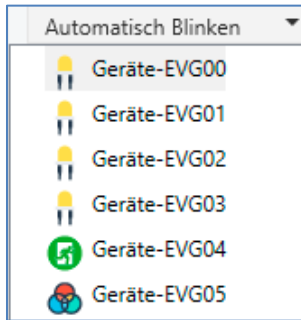 Automatisch Blinken
Geräte-EVG00
Geräte-EVG01
Geräte-EVG02
Geräte-EVG03
Geräte-EVG04
Geräte-EVG05